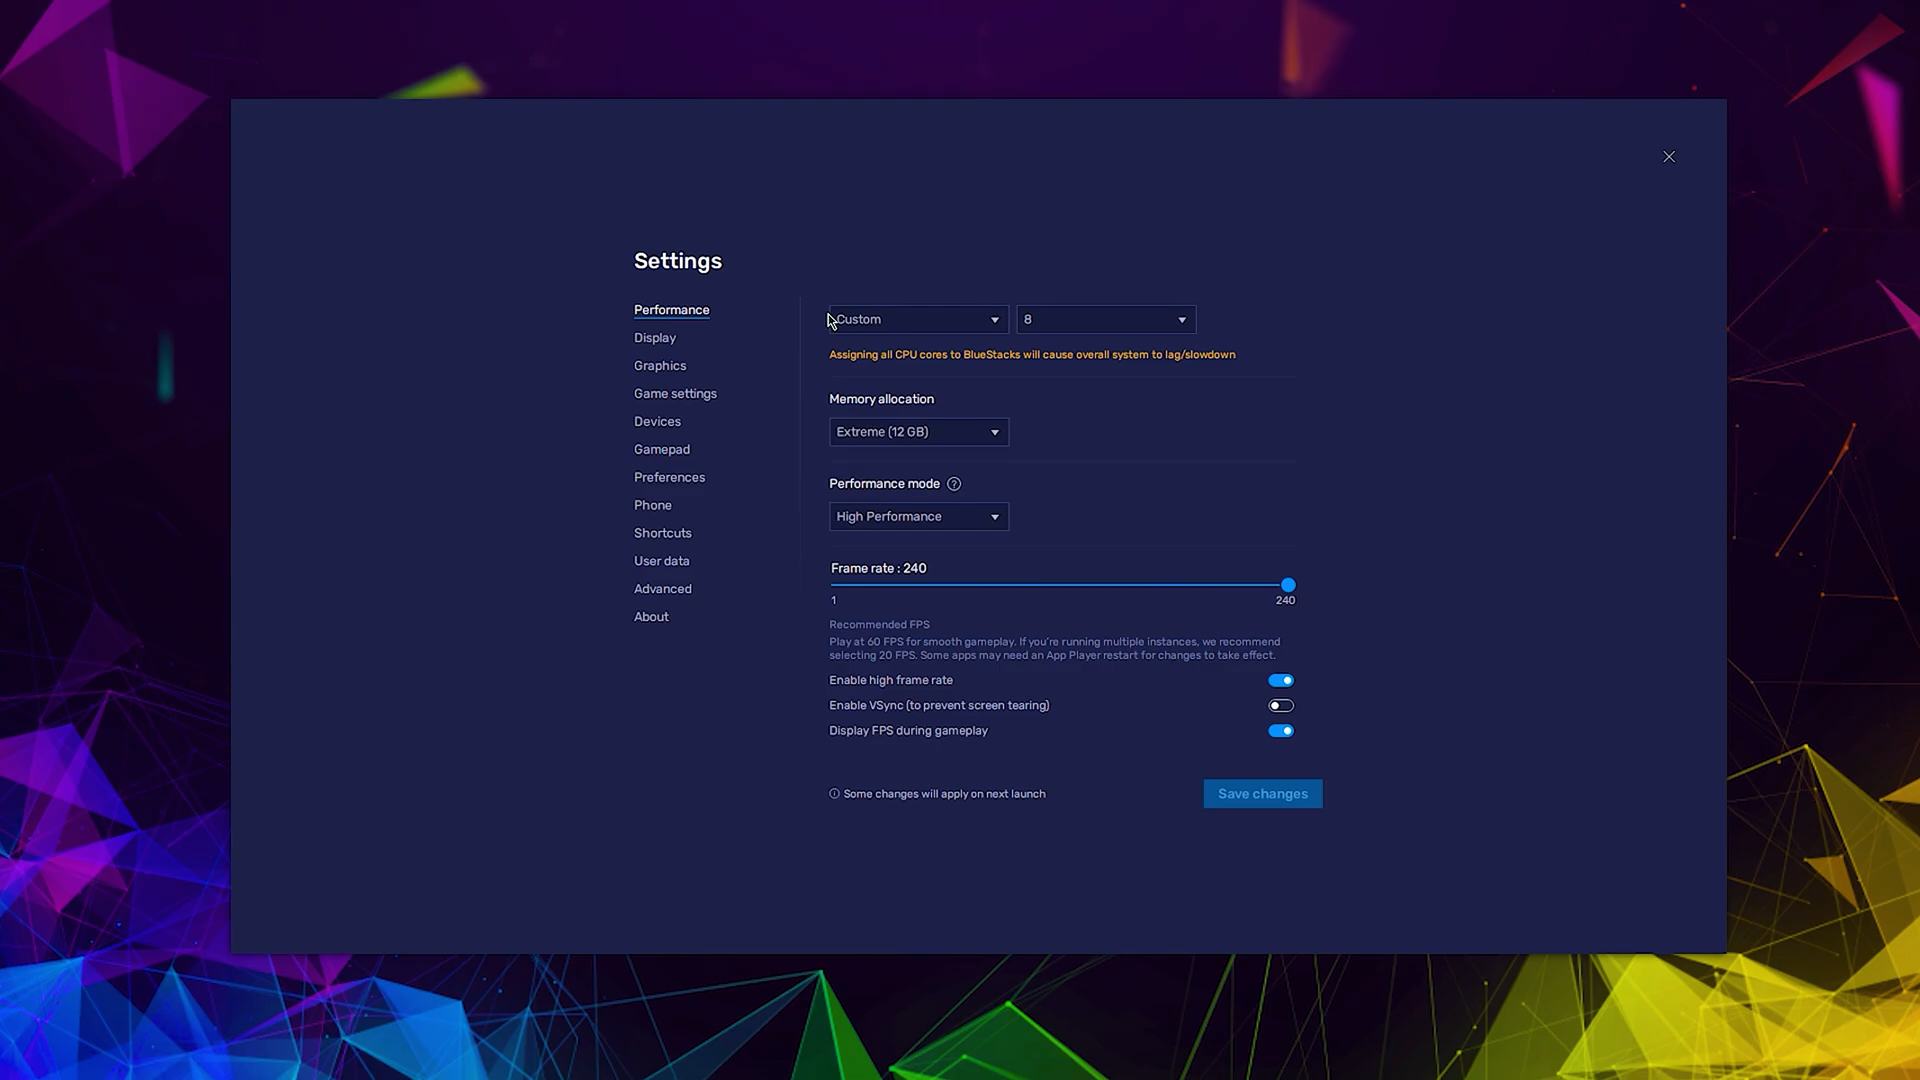 Settings
Performance
Display
Graphics
Game settings
Devices
Gamepad
Preferences
Phone
Shortcuts
User data
Advanced
About
Custom
8
Assigning all CPU cores to BlueStacks will cause overall system to lag/slowdown
Memory allocation
Extreme (12 GB)
Performance mode ?
High Performance
Frame rate : 240
1
240
Recommended FPS
Play at 60 FPS for smooth gameplay. If you're running multiple instances, we recommend
selecting 20 FPS. Some apps may need an App Player restart for changes to take effect.
Enable high frame rate
Enable VSync (to prevent screen tearing)
Display FPS during gameplay
Some changes will apply on next launch
Save changes